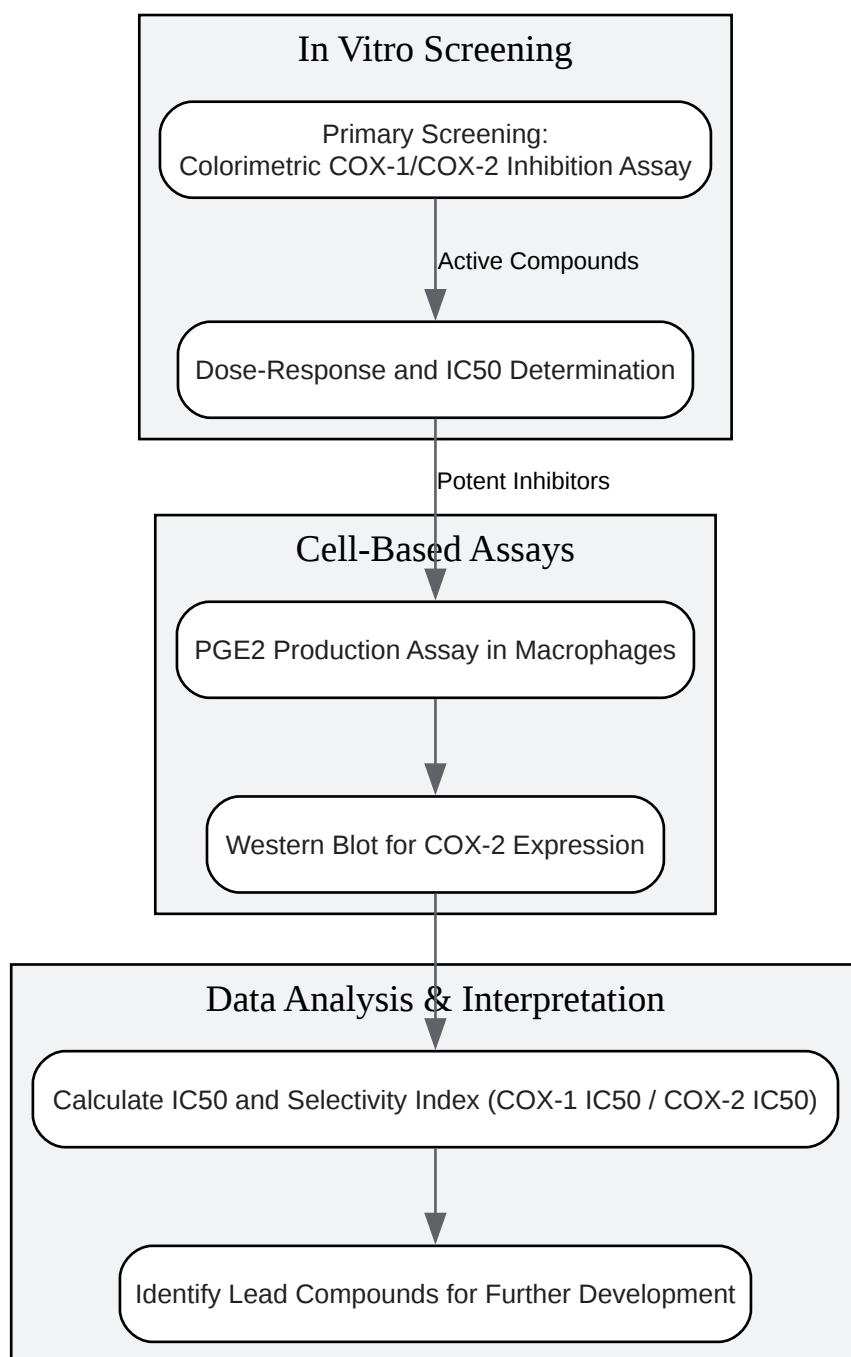 In Vitro Screening
Primary Screening:
Colorimetric COX-1/COX-2 Inhibition Assay
Active Compounds
Dose-Response and IC50 Determination
Potent Inhibitors
Cell-Based Assays
PGE2 Production Assay in Macrophages
Western Blot for COX-2 Expression
Data Analysis & Interpretation
Calculate IC50 and Selectivity Index (COX-1 IC50 / COX-2 IC50)
Identify Lead Compounds for Further Development